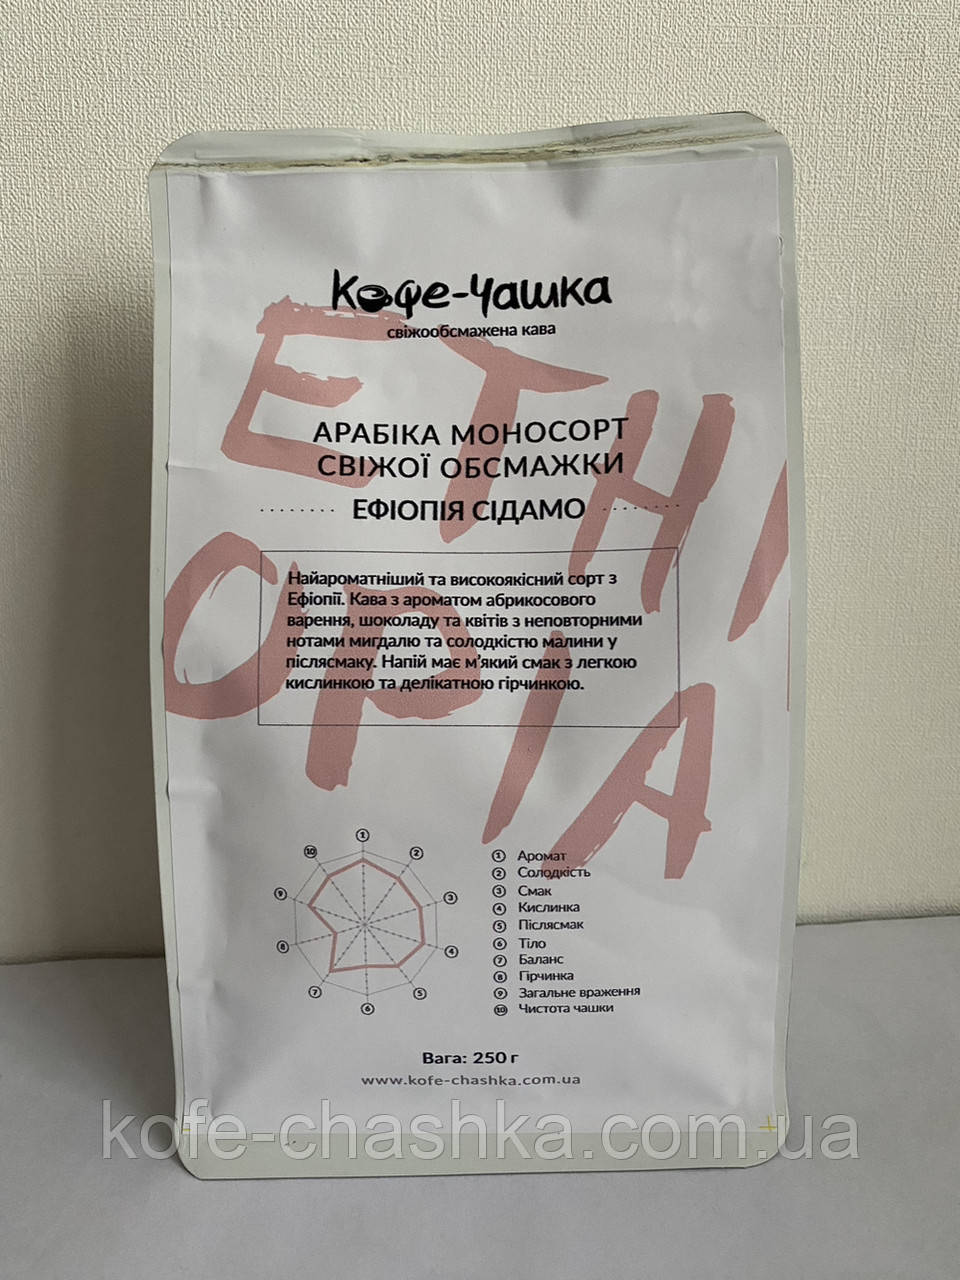 Кофе-Чашка
свіжообсмажена кава
ETHI
OPIA
АРАБІКА МОНОСОРТ
СВІЖОЇ ОБСМАЖКИ
ЕФІОПІЯ СІДАМО
Найароматніший та високоякісний сорт з
Ефіопії. Кава з ароматом абрикосового
варення, шоколаду та квітів з неповторними
нотами мигдалю та солодкістю малини у
післясмаку. Напій має м'який смак з легкою
кислинкою та делікатною гірчинкою.
1
2
3
4
5
6
7
8
9
10
1 Аромат
2 Солодкість
3 Смак
4 Кислинка
5 Післясмак
6 Тіло
7 Баланс
8 Гірчинка
9 Загальне враження
10 Чистота чашки
Вага: 250 г
www.kofe-chashka.com.ua
kofe-chashka.com.ua